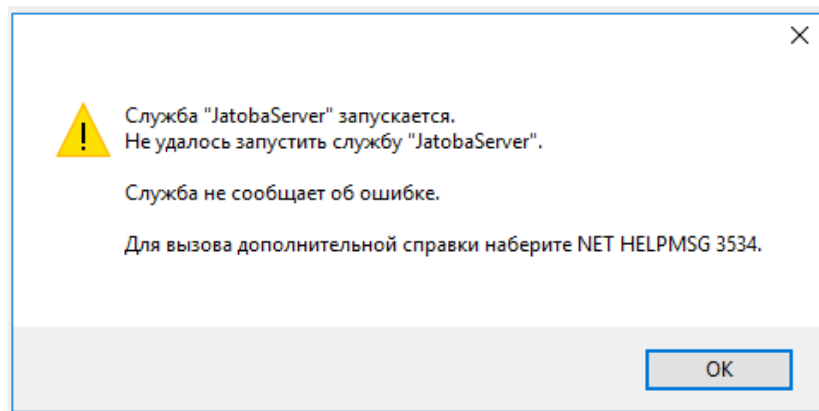 Служба "JatobaServer" запускается.
Не удалось запустить службу "JatobaServer".
Служба не сообщает об ошибке.
Для вызова дополнительной справки наберите NET HELPMSG 3534.
OK